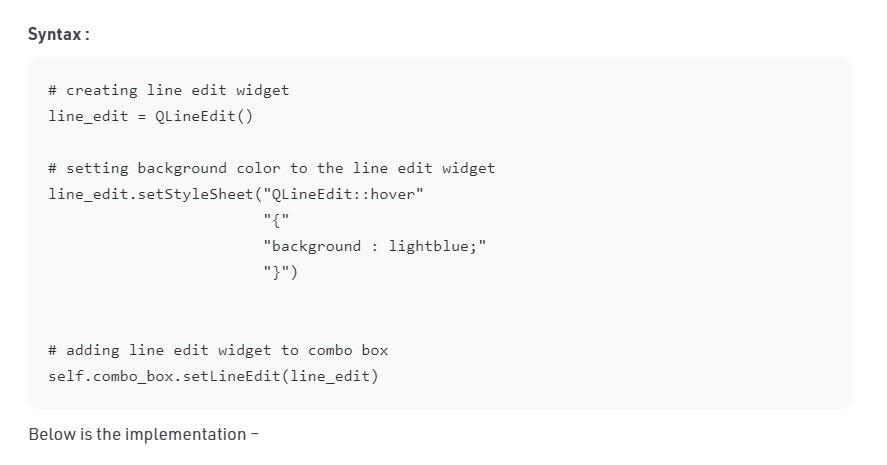 Syntax :
# creating line edit widget
line_edit = QLineEdit()
# setting background color to the line edit widget
line_edit.setStyleSheet("QLineEdit::hover"
"{"
"background : lightblue;"
"}")
# adding line edit widget to combo box
self.combo_box.setLineEdit(line_edit)
Below is the implementation –